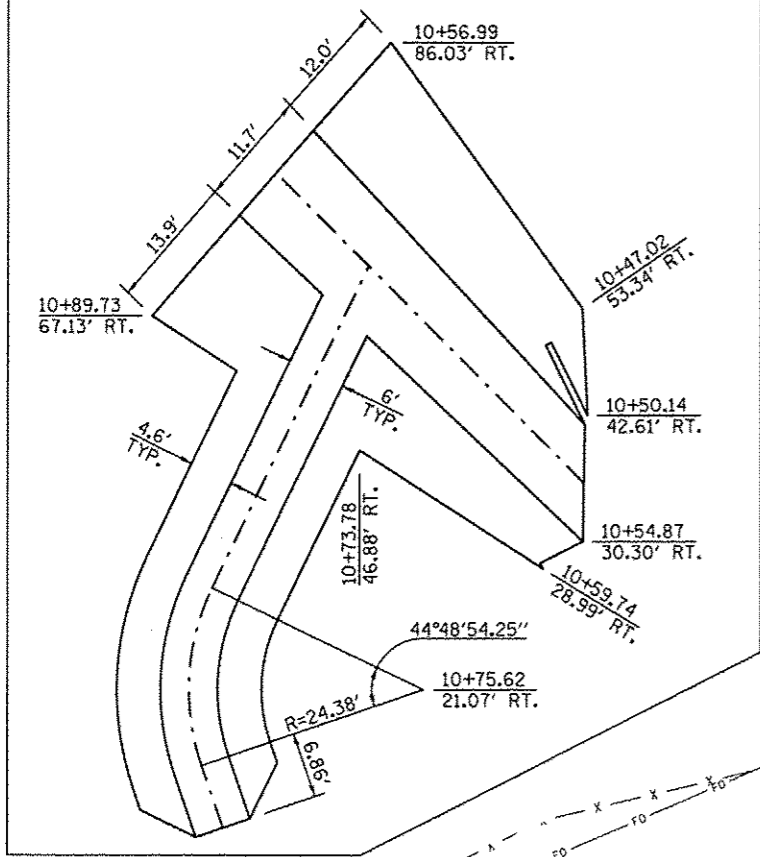 10+56.99
86.03' RT.
12.0'
11.7'
13.9'
10+47.02
53.34' RT.
10+89.73
67.13' RT.
6'
TYP.
10+50.14
42.61' RT.
4.6'
TYP.
10+73.78
46.88' RT.
10+54.87
30.30' RT.
10+59.74
28.99' RT.
44°48'54.25"
10+75.62
21.07' RT.
R=24.38'
6.86'
X
X
X
FO
FO
FO